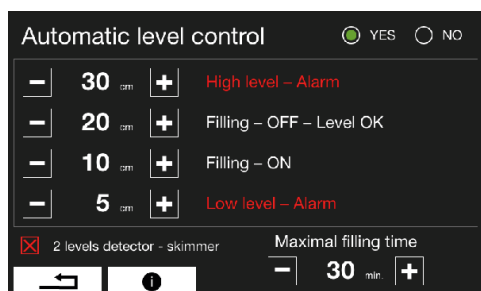 Automatic level control YES NO
− 30 cm + High level – Alarm
− 20 cm + Filling – OFF – Level OK
− 10 cm + Filling – ON
− 5 cm + Low level – Alarm
2 levels detector - skimmer
Maximal filling time
− 30 min. +